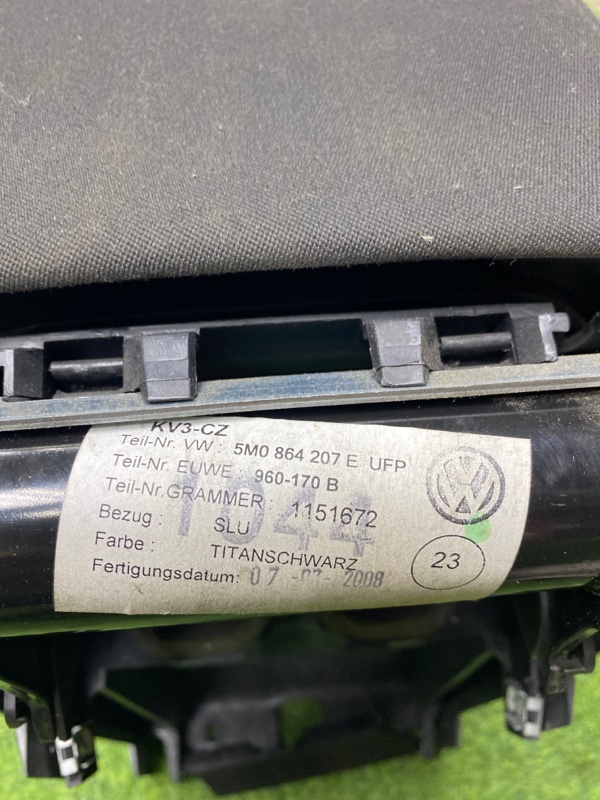 KV3-CZ
Teil-Nr. VW : 5M0 864 207 E UFP
Teil-Nr. EUWE : 960-170 B
Teil-Nr.GRAMMER : 1151672
Bezug : SLU
Farbe : TITANSCHWARZ
Fertigungsdatum: 07 -07- 2008
1044
23